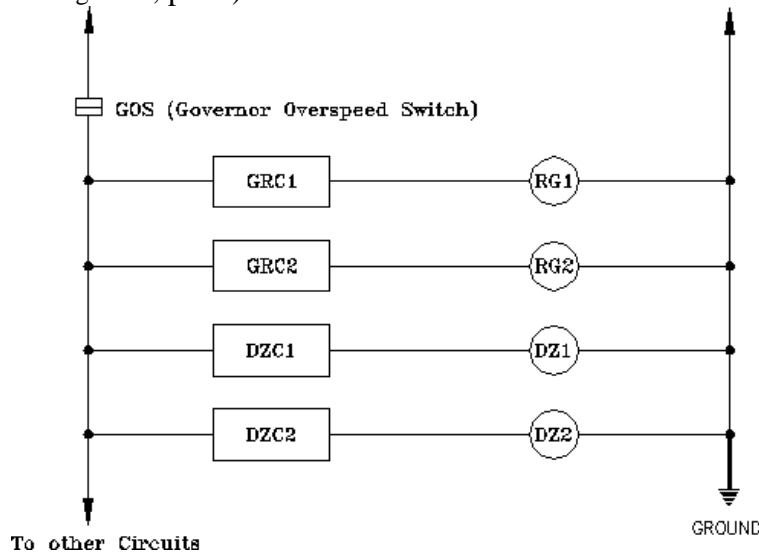 GOS (Governor Overspeed Switch)
GRC1 RG1
GRC2 RG2
DZC1 DZ1
DZC2 DZ2
GROUND
To other Circuits